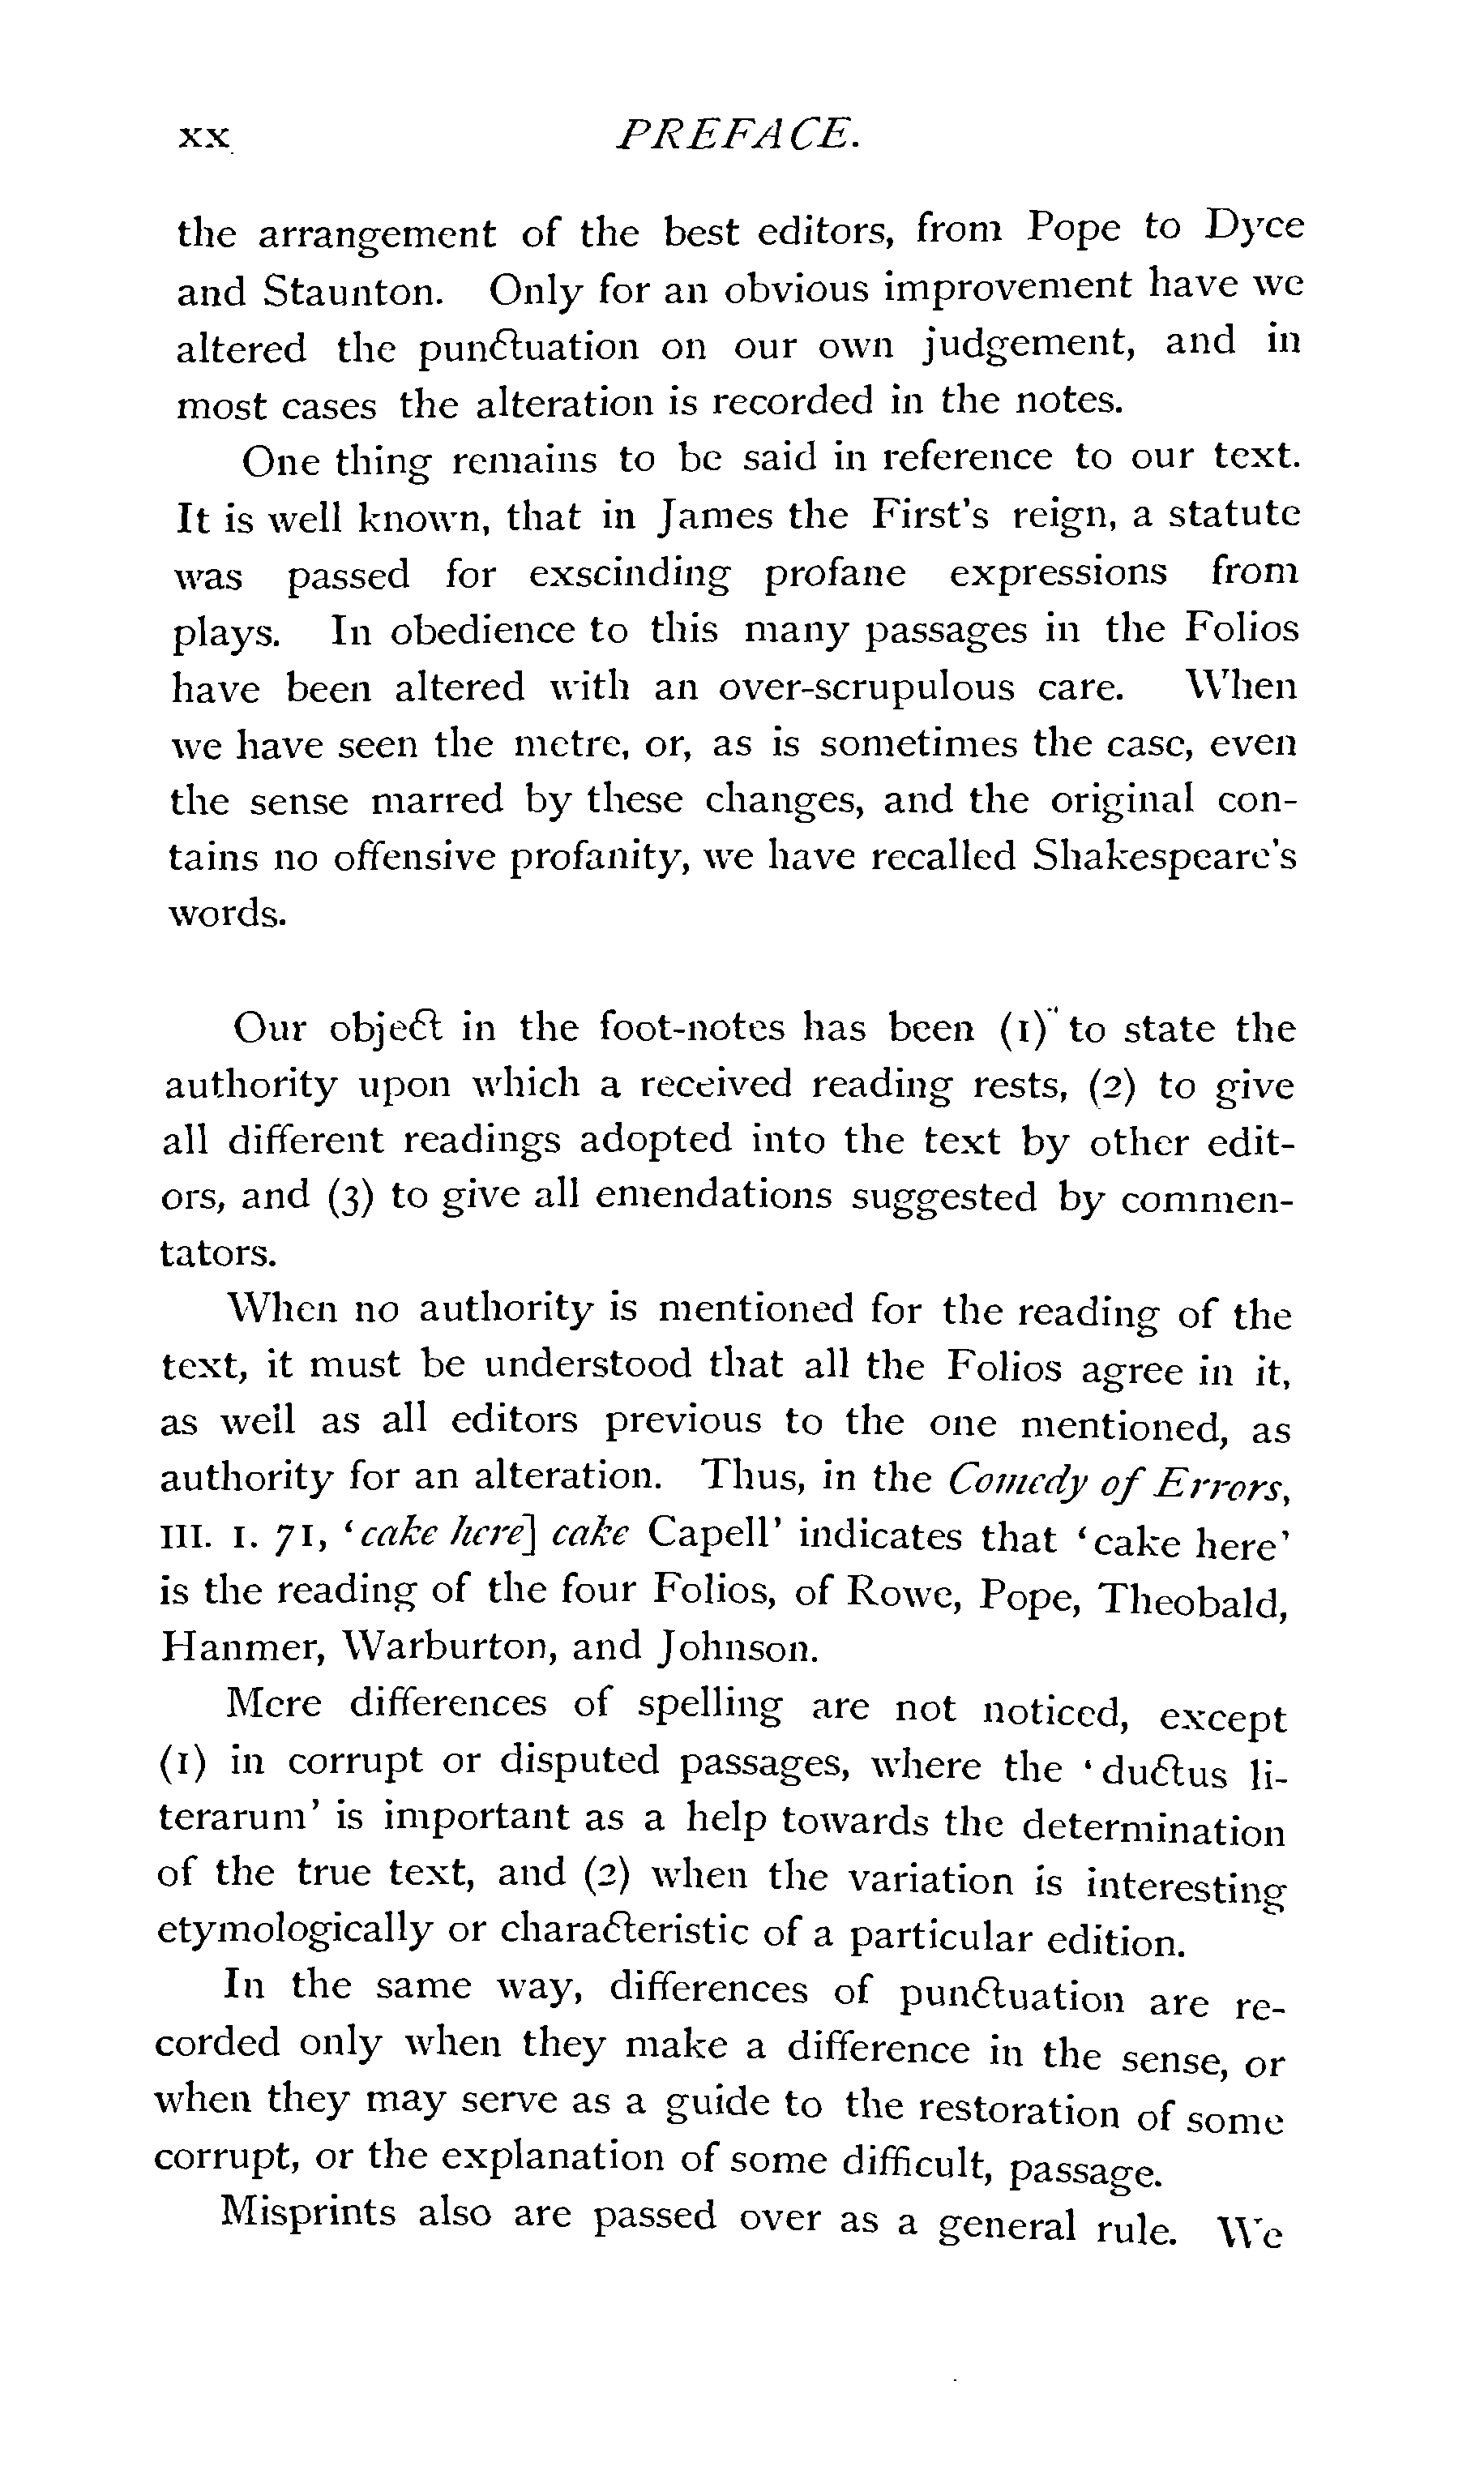 xx PREFACE.
the arrangement of the best editors, from Pope to Dyce
and Staunton. Only for an obvious improvement have we
altered the punctuation on our own judgement, and in
most cases the alteration is recorded in the notes.
One thing remains to be said in reference to our text.
It is well known, that in James the First's reign, a statute
was passed for exscinding profane expressions from
plays. In obedience to this many passages in the Folios
have been altered with an over-scrupulous care. When
we have seen the metre, or, as is sometimes the case, even
the sense marred by these changes, and the original con-
tains no offensive profanity, we have recalled Shakespeare's
words.
Our object in the foot-notes has been (1) to state the
authority upon which a received reading rests, (2) to give
all different readings adopted into the text by other edit-
ors, and (3) to give all emendations suggested by commen-
tators.
When no authority is mentioned for the reading of the
text, it must be understood that all the Folios agree in it,
as well as all editors previous to the one mentioned, as
authority for an alteration. Thus, in the Comedy of Errors,
III. 1. 71, 'cake here] cake Capell' indicates that 'cake here'
is the reading of the four Folios, of Rowe, Pope, Theobald,
Hanmer, Warburton, and Johnson.
Mere differences of spelling are not noticed, except
(1) in corrupt or disputed passages, where the 'ductus li-
terarum' is important as a help towards the determination
of the true text, and (2) when the variation is interesting
etymologically or characteristic of a particular edition.
In the same way, differences of punctuation are re-
corded only when they make a difference in the sense, or
when they may serve as a guide to the restoration of some
corrupt, or the explanation of some difficult, passage.
Misprints also are passed over as a general rule. We